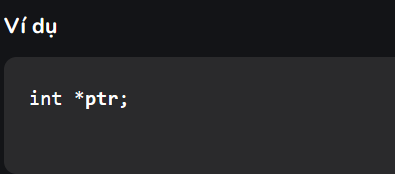 Ví dụ
int *ptr;